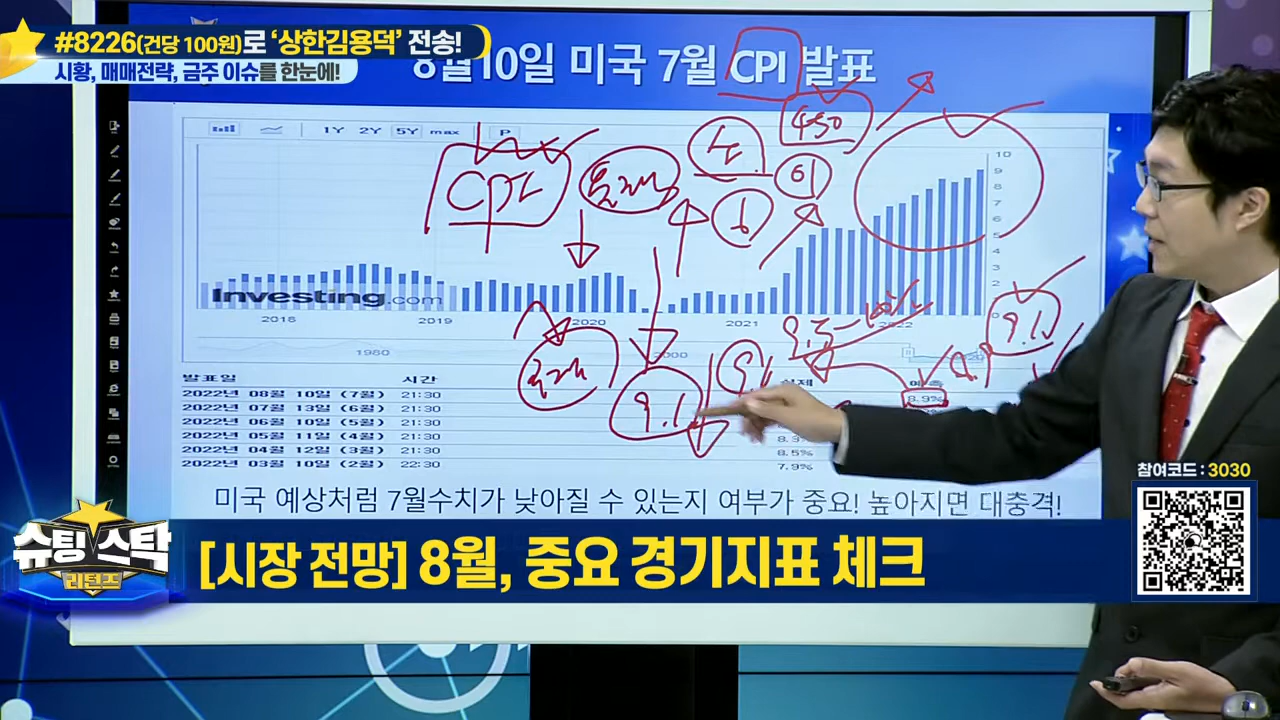 #8226(건당 100원)로 ‘상한김용덕’ 전송!
시황, 매매전략, 금주 이슈를 한눈에!
8월10일 미국 7월 CPI 발표
1Y 2Y 5Y max P
CPI
450
10
9
8
7
6
5
4
3
2
Investing.com
2018 2019 2020 2021 2022
1980 2000
9.1
9.1
발표일 시간 예측
2022년 08월 10일 (7월) 21:30 8.9%
2022년 07월 13일 (6월) 21:30
2022년 06월 10일 (5월) 21:30
2022년 05월 11일 (4월) 21:30 8.3%
2022년 04월 12일 (3월) 21:30 8.5%
2022년 03월 10일 (2월) 22:30 7.9%
미국 예상처럼 7월수치가 낮아질 수 있는지 여부가 중요! 높아지면 대충격!
참여코드 : 3030
슈팅스탁
리턴즈
[시장 전망] 8월, 중요 경기지표 체크